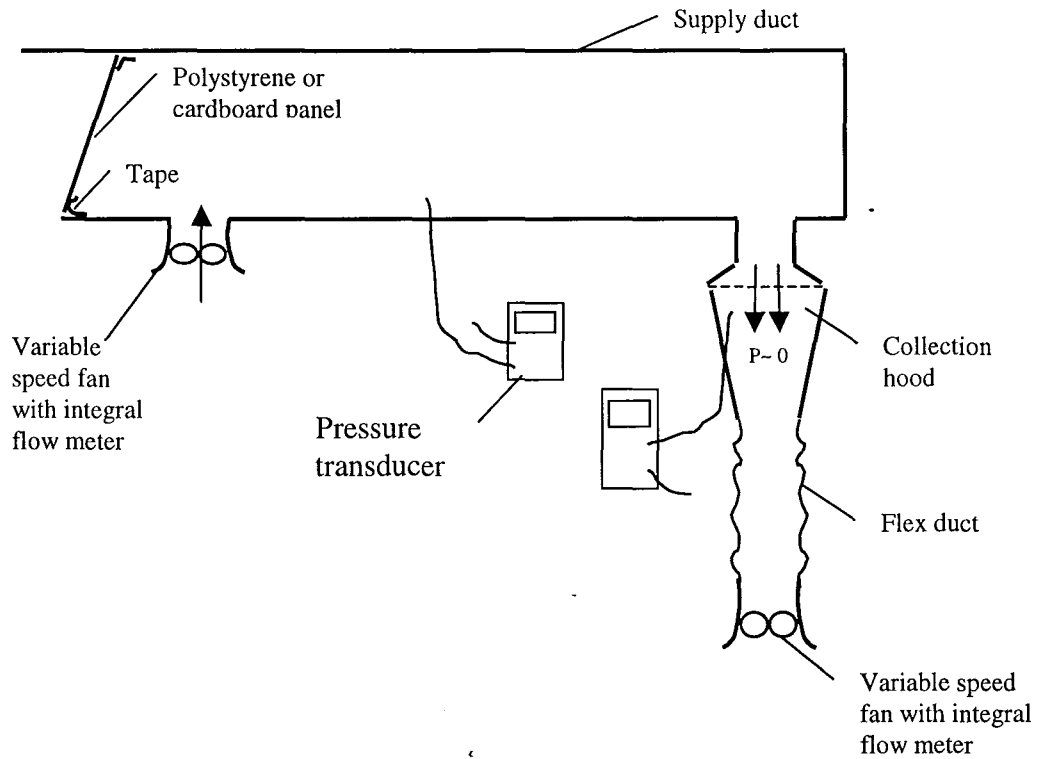 Supply duct
Polystyrene or
cardboard panel
Tape
Variable
speed fan
with integral
flow meter
Pressure
transducer
P~ 0
Collection
hood
Flex duct
Variable speed
fan with integral
flow meter